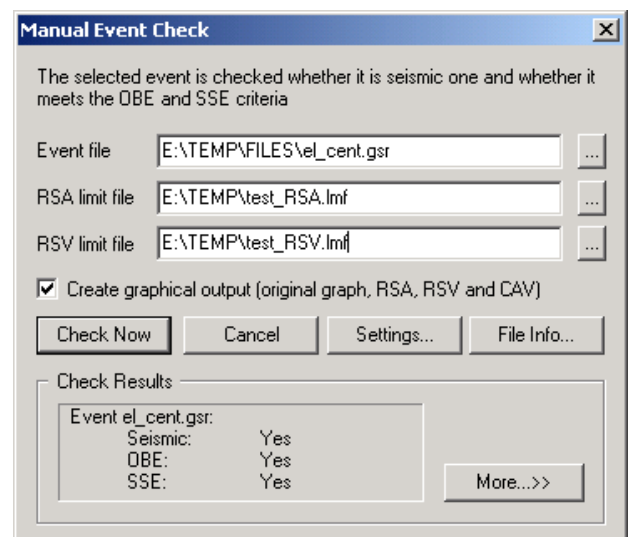 Manual Event Check
The selected event is checked whether it is seismic one and whether it
meets the OBE and SSE criteria
Event file E:\TEMP\FILES\el_cent.gsr ...
RSA limit file E:\TEMP\test_RSA.lmf ...
RSV limit file E:\TEMP\test_RSV.lmf ...
Create graphical output (original graph, RSA, RSV and CAV)
Check Now Cancel Settings... File Info...
Check Results
Event el_cent.gsr:
Seismic: Yes
OBE: Yes
SSE: Yes
More...>>